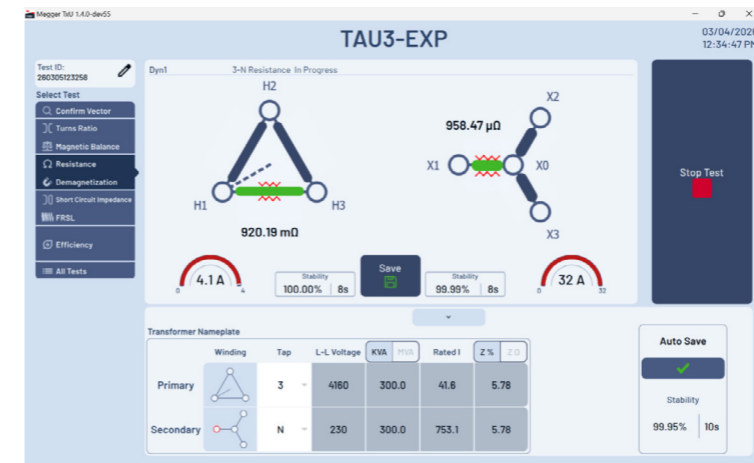 Megger TxU 1.4.0-dev55
TAU3-EXP
12:34:47
Test ID:
280305123258
Select Test
Confirm Vector
Turns Ratio
Magnetic Balance
Resistance
Demagnetization
Short Circuit Impedance
FRSL
Efficiency
All Tests
Dyn1 3-N Resistance In Progress
H2
H1 H3
920.19 mΩ
958.47 µΩ
X2
X1 X0
X3
4.1 A
0 4
Stability
100.00% 8s
Save
Stability
99.99% 8s
32 A
0 32
Stop Test
Transformer Nameplate
Winding Tap L-L Voltage KVA MVA Rated I Z % Z Ω
Primary 3 4160 300.0 41.6 5.78
Secondary N 230 300.0 753.1 5.78
Auto Save
Stability
99.95% 10s